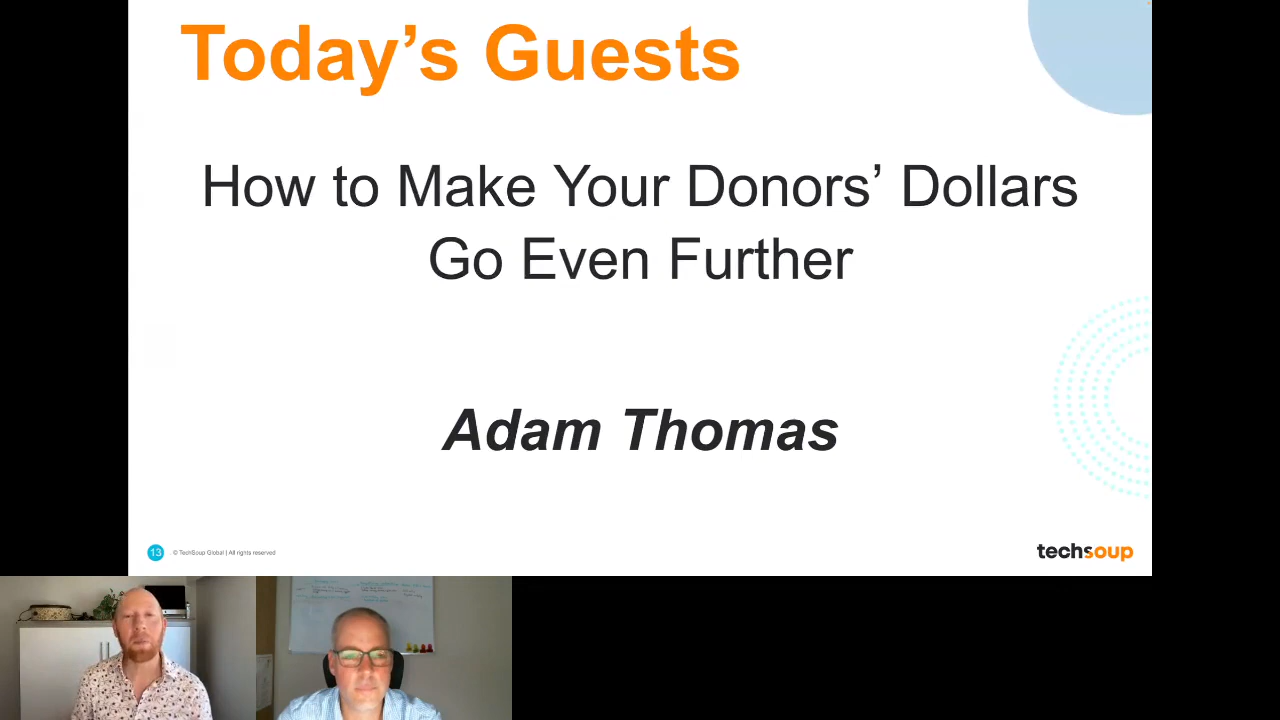 Today’s Guests
How to Make Your Donors’ Dollars
Go Even Further
Adam Thomas
13
© TechSoup Global | All rights reserved
techsoup